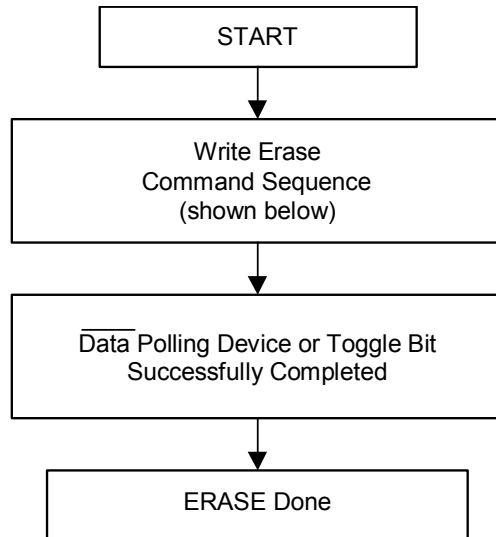 START
Write Erase
Command Sequence
(shown below)
Data Polling Device or Toggle Bit
Successfully Completed
ERASE Done